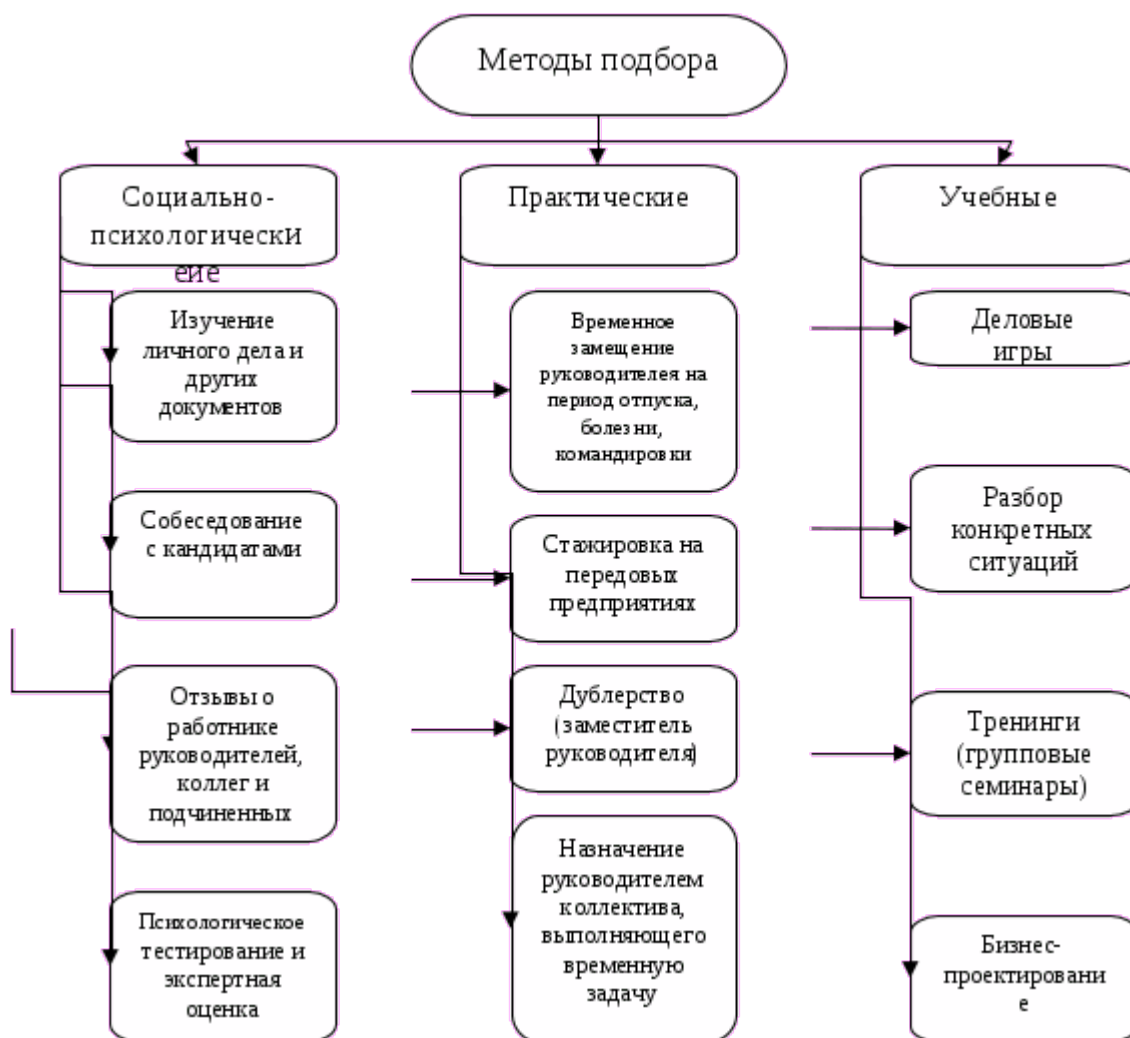 Методы подбора
Социально-
психологически
еие
Практические
Учебные
Изучение
личного дела и
других
документов
Собеседование
с кандидатами
Отзывы о
работнике
руководителей,
коллег и
подчиненных
Психологическое
тестирование и
экспертная
оценка
Временное
замещение
руководителея на
период отпуска,
болезни,
командировки
Стажировка на
передовых
предприятиях
Дублерство
(заместитель
руководителя)
Назначение
руководителем
коллектива,
выполняющего
временную
задачу
Деловые
игры
Разбор
конкретных
ситуаций
Тренинги
(групповые
семинары)
Бизнес-
проектировани
е